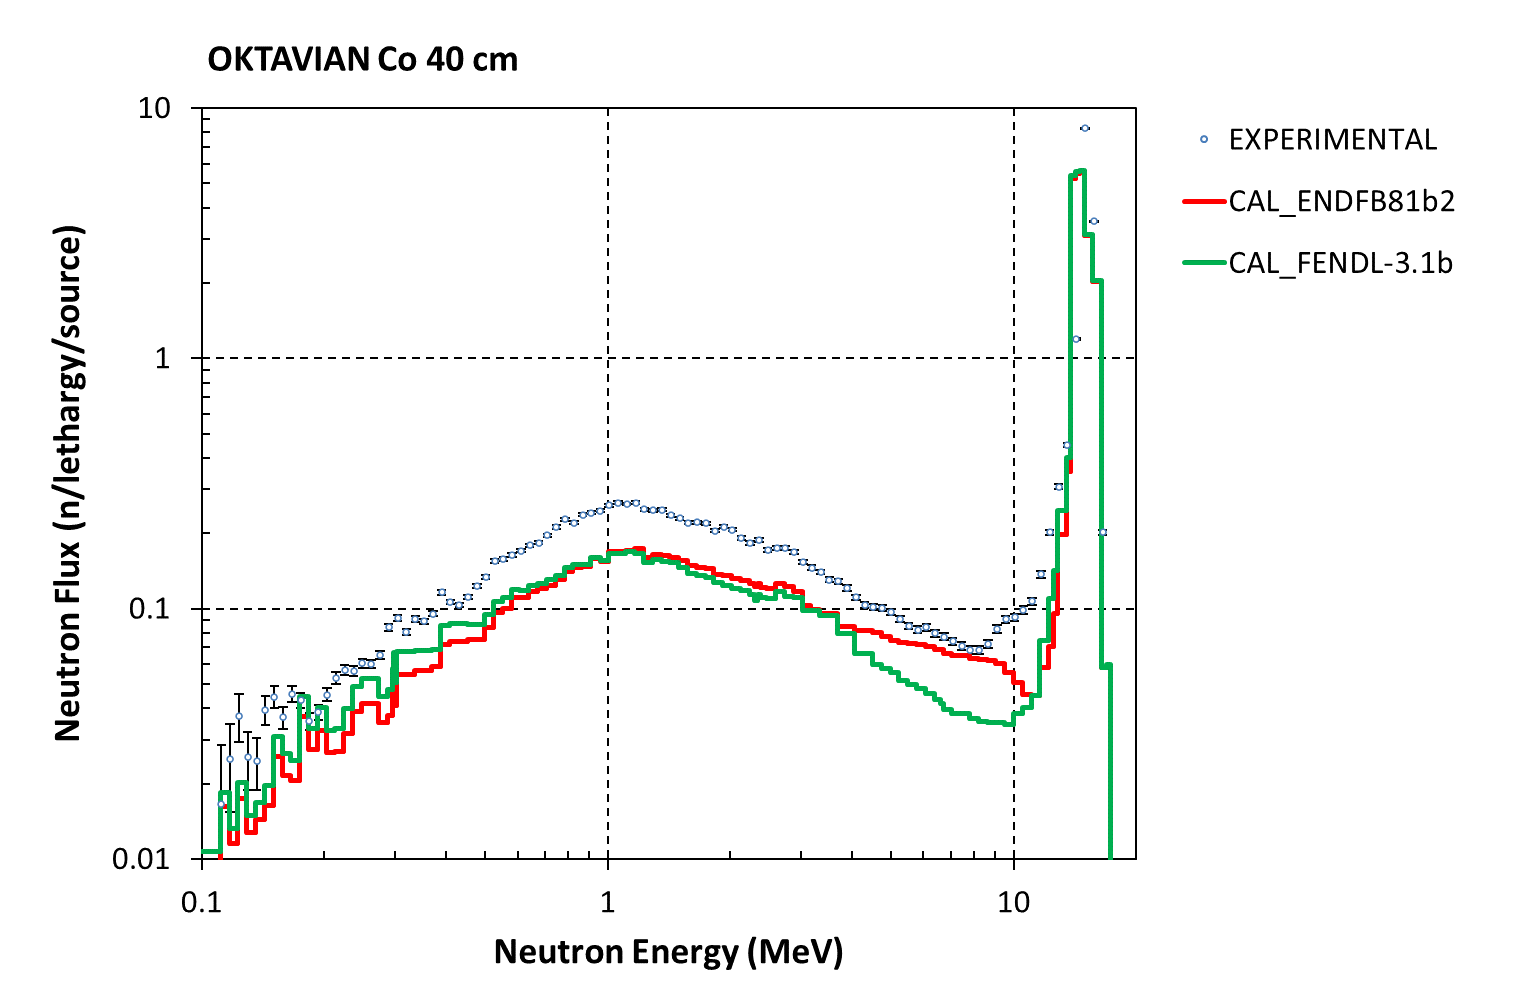 OKTAVIAN Co 40 cm
10
1
0.1
0.01
Neutron Flux (n/lethargy/source)
0.1
1
10
Neutron Energy (MeV)
EXPERIMENTAL
CAL_ENDFB81b2
CAL_FENDL-3.1b